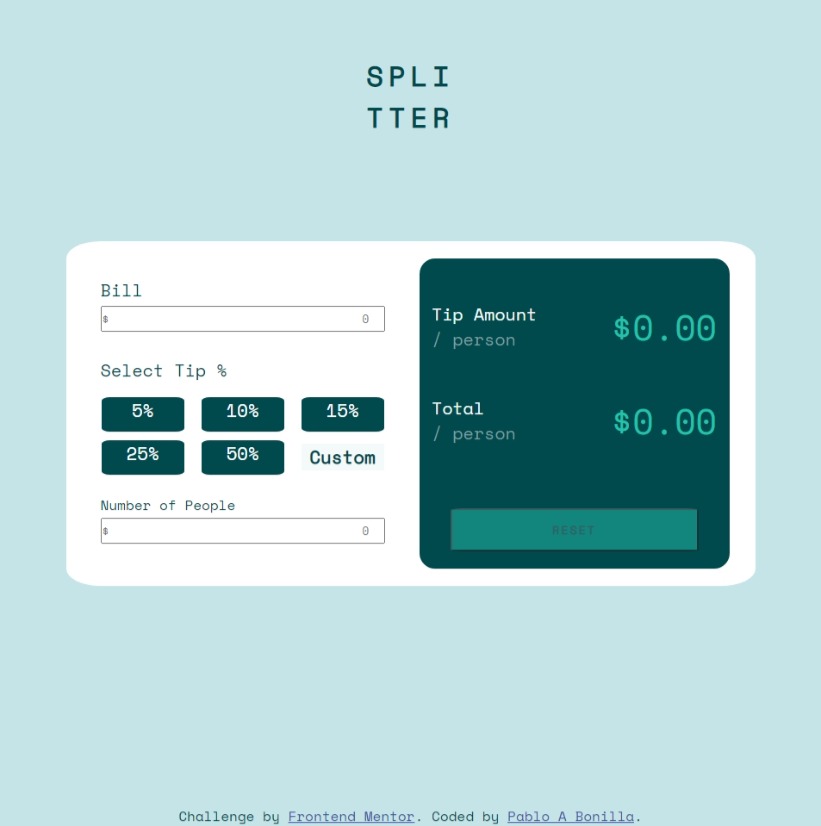 SPLI
TTER
Bill
$ 0
Select Tip %
5% 10% 15%
25% 50% Custom
Number of People
$ 0
Tip Amount
/ person
$0.00
Total
/ person
$0.00
RESET
Challenge by Frontend Mentor. Coded by Pablo A Bonilla.